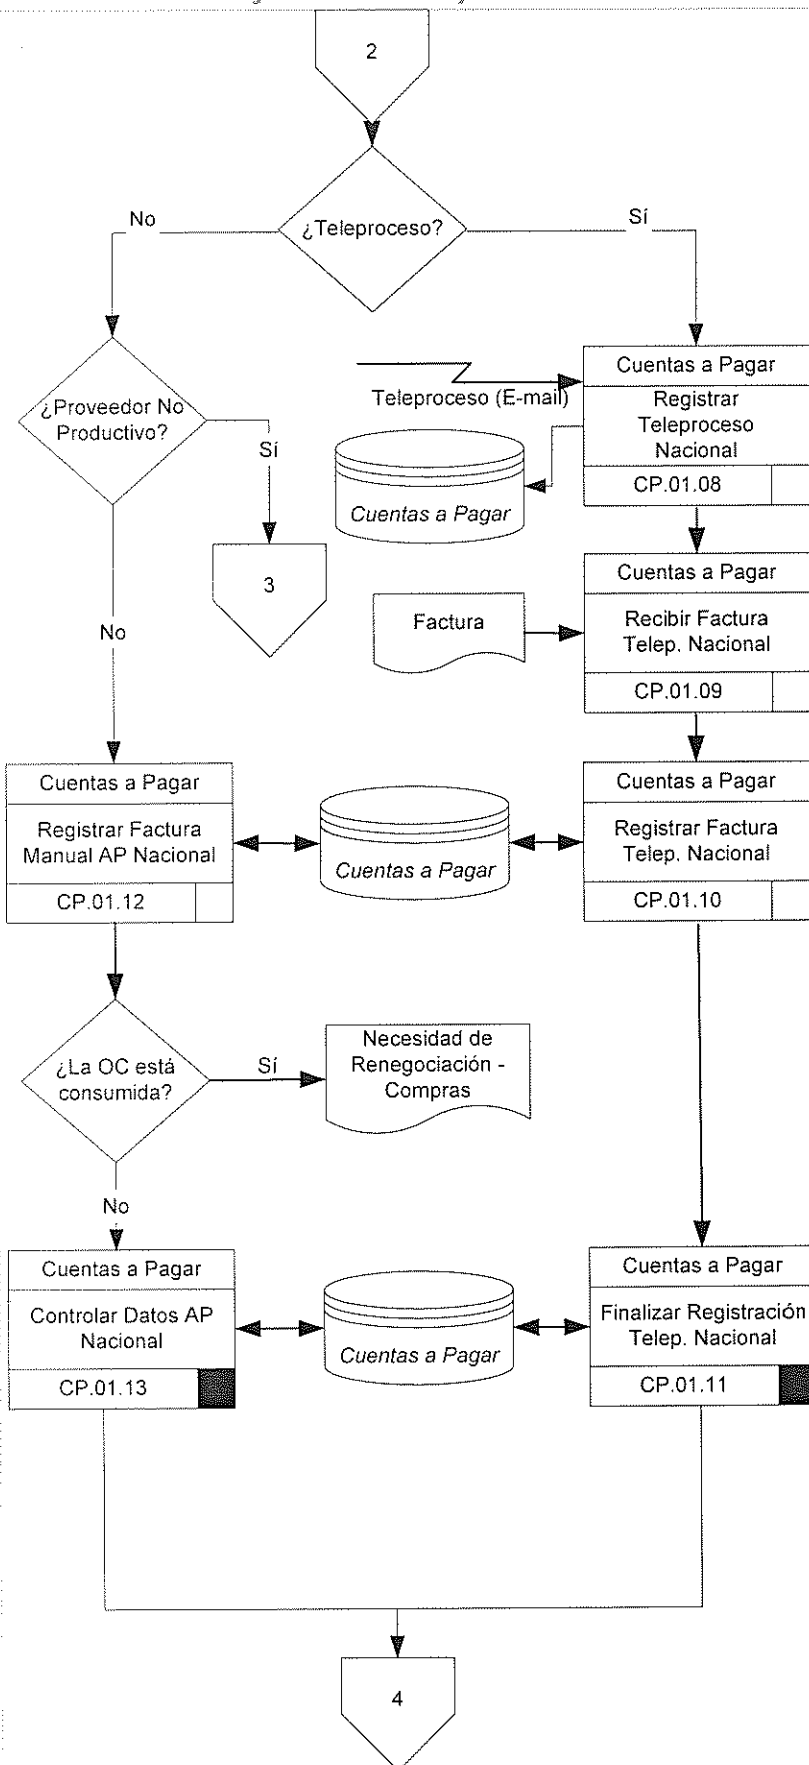 2
¿Teleproceso?
No
Sí
¿Proveedor No
Productivo?
Sí
No
3
Teleproceso (E-mail)
Cuentas a Pagar
Registrar
Teleproceso
Nacional
CP.01.08
Cuentas a Pagar
Factura
Cuentas a Pagar
Recibir Factura
Telep. Nacional
CP.01.09
Cuentas a Pagar
Registrar Factura
Manual AP Nacional
CP.01.12
Cuentas a Pagar
Cuentas a Pagar
Registrar Factura
Telep. Nacional
CP.01.10
¿La OC está
consumida?
Sí
Necesidad de
Renegociación -
Compras
No
Cuentas a Pagar
Controlar Datos AP
Nacional
CP.01.13
Cuentas a Pagar
Cuentas a Pagar
Finalizar Registración
Telep. Nacional
CP.01.11
4